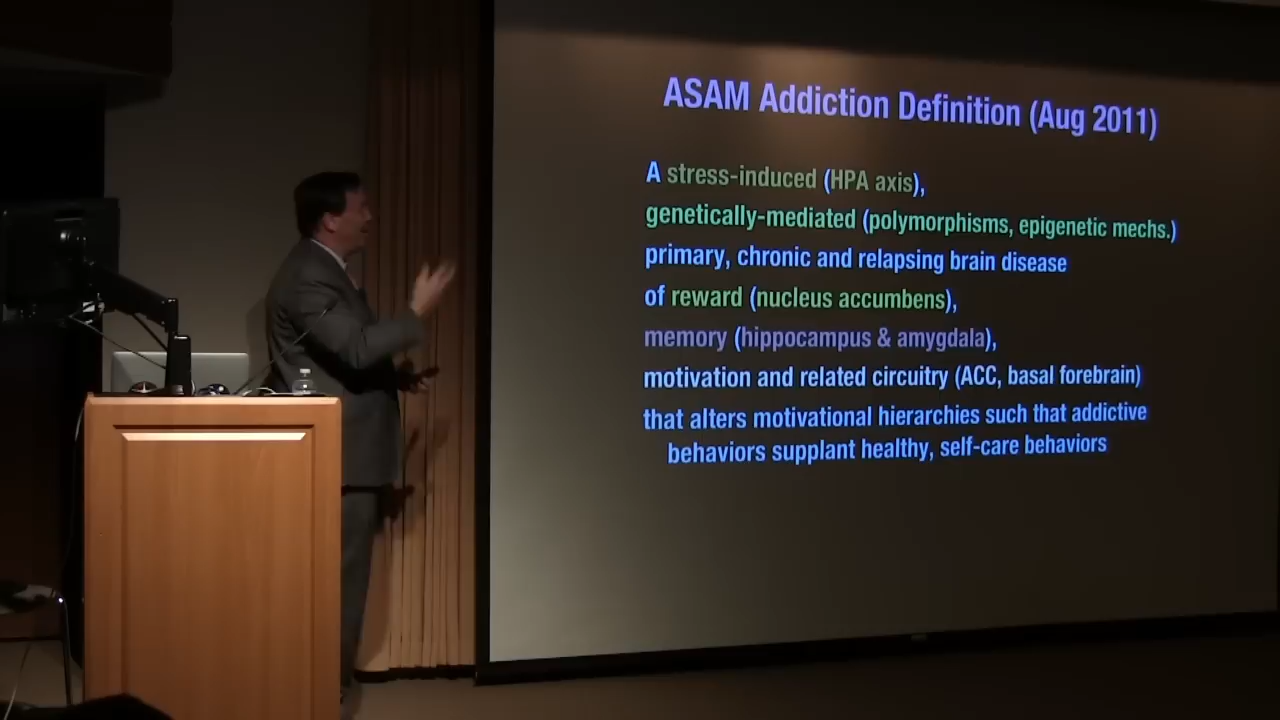 ASAM Addiction Definition (Aug 2011)
A stress-induced (HPA axis),
genetically-mediated (polymorphisms, epigenetic mechs.)
primary, chronic and relapsing brain disease
of reward (nucleus accumbens),
memory (hippocampus & amygdala),
motivation and related circuitry (ACC, basal forebrain)
that alters motivational hierarchies such that addictive
behaviors supplant healthy, self-care behaviors